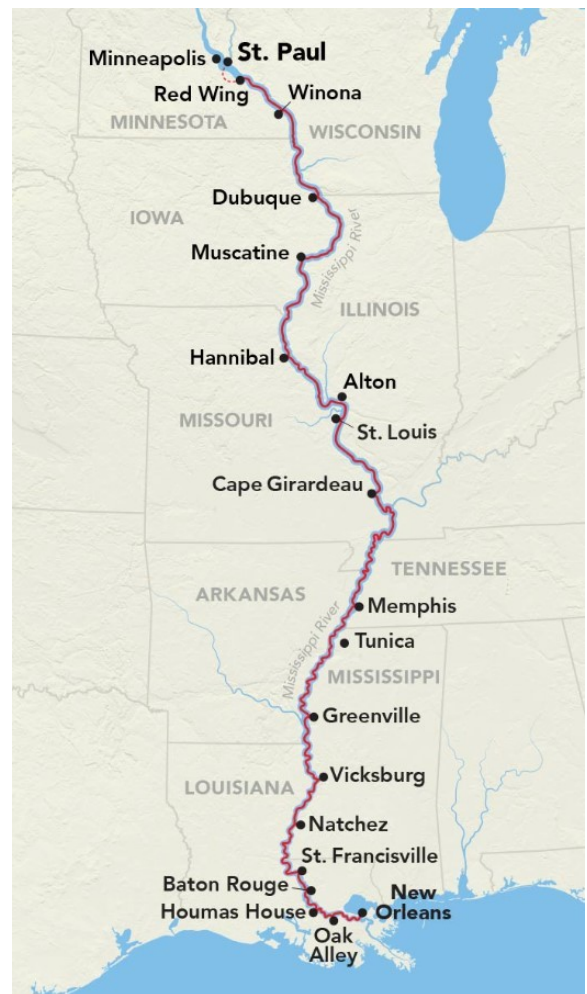 Minneapolis
St. Paul
Red Wing
Winona
MINNESOTA
WISCONSIN
Dubuque
IOWA
Mississippi River
Muscatine
ILLINOIS
Hannibal
Alton
MISSOURI
St. Louis
Cape Girardeau
TENNESSEE
ARKANSAS
Memphis
Mississippi River
Tunica
MISSISSIPPI
Greenville
Vicksburg
LOUISIANA
Natchez
St. Francisville
Baton Rouge
New
Orleans
Houmas House
Oak
Alley